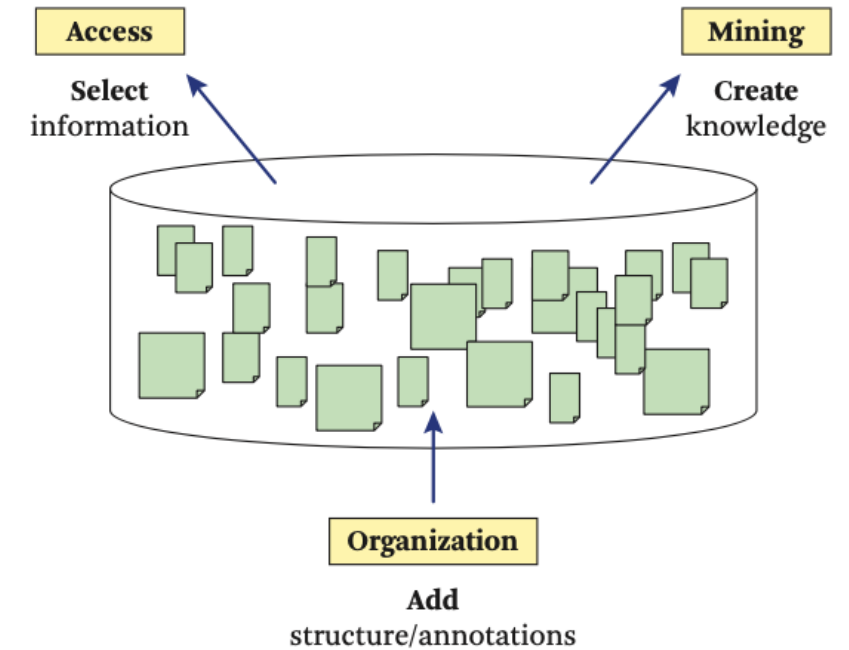 Access
Select
information
Mining
Create
knowledge
Organization
Add
structure/annotations